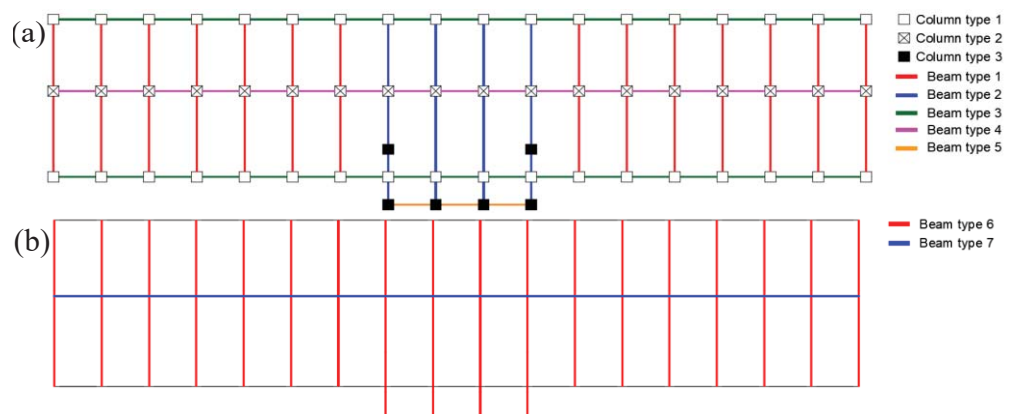 (a)
Column type 1
Column type 2
Column type 3
Beam type 1
Beam type 2
Beam type 3
Beam type 4
Beam type 5
(b)
Beam type 6
Beam type 7